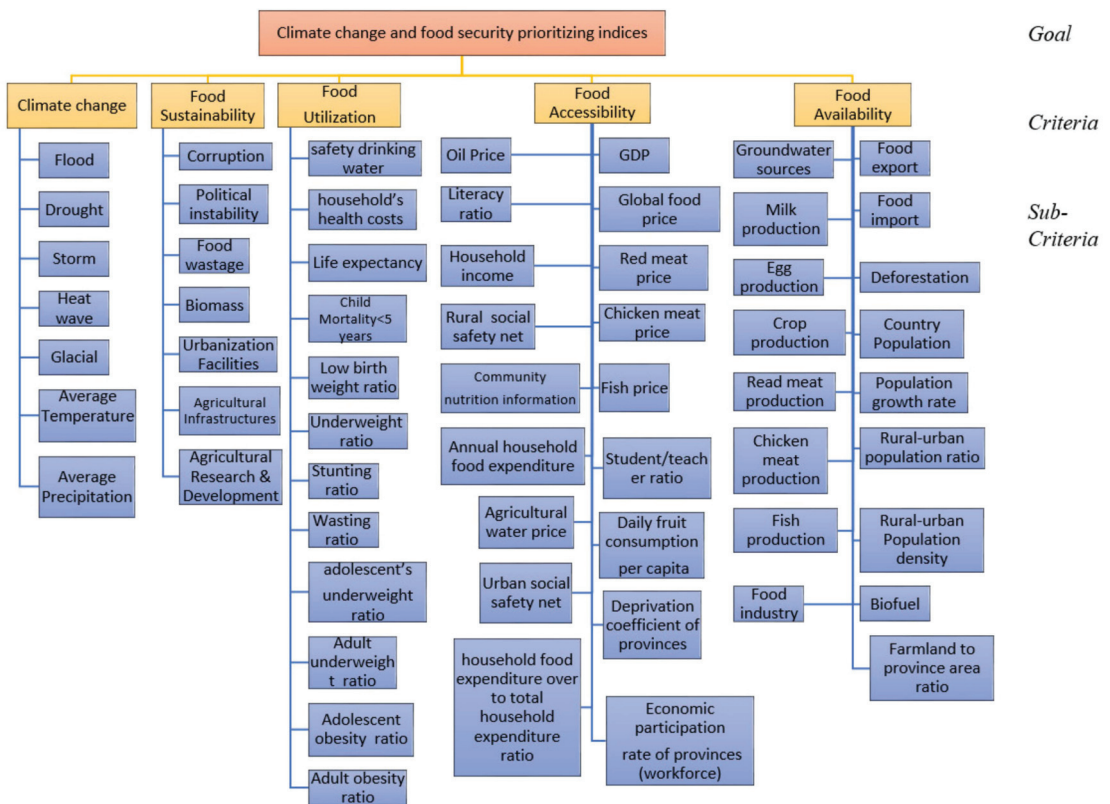 Climate change and food security prioritizing indices
Goal
Climate change
Food
Sustainability
Food
Utilization
Food
Accessibility
Food
Availability
Criteria
Sub-
Criteria
Flood
Drought
Storm
Heat
wave
Glacial
Average
Temperature
Average
Precipitation
Corruption
Political
instability
Food
wastage
Biomass
Urbanization
Facilities
Agricultural
Infrastructures
Agricultural
Research &
Development
safety drinking
water
household's
health costs
Life expectancy
Child
Mortality<5
years
Low birth
weight ratio
Underweight
ratio
Stunting
ratio
Wasting
ratio
adolescent's
underweight
ratio
Adult
underweigh
t ratio
Adolescent
obesity ratio
Adult obesity
ratio
Oil Price
Literacy
ratio
Household
income
Rural social
safety net
Community
nutrition information
Annual household
food expenditure
Agricultural
water price
Urban social
safety net
household food
expenditure over
to total
household
expenditure
ratio
GDP
Global food
price
Red meat
price
Chicken meat
price
Fish price
Student/teach
er ratio
Daily fruit
consumption
per capita
Deprivation
coefficient of
provinces
Economic
participation
rate of provinces
(workforce)
Groundwater
sources
Milk
production
Egg
production
Crop
production
Read meat
production
Chicken
meat
production
Fish
production
Food
industry
Food
export
Food
import
Deforestation
Country
Population
Population
growth rate
Rural-urban
population ratio
Rural-urban
Population
density
Biofuel
Farmland to
province area
ratio